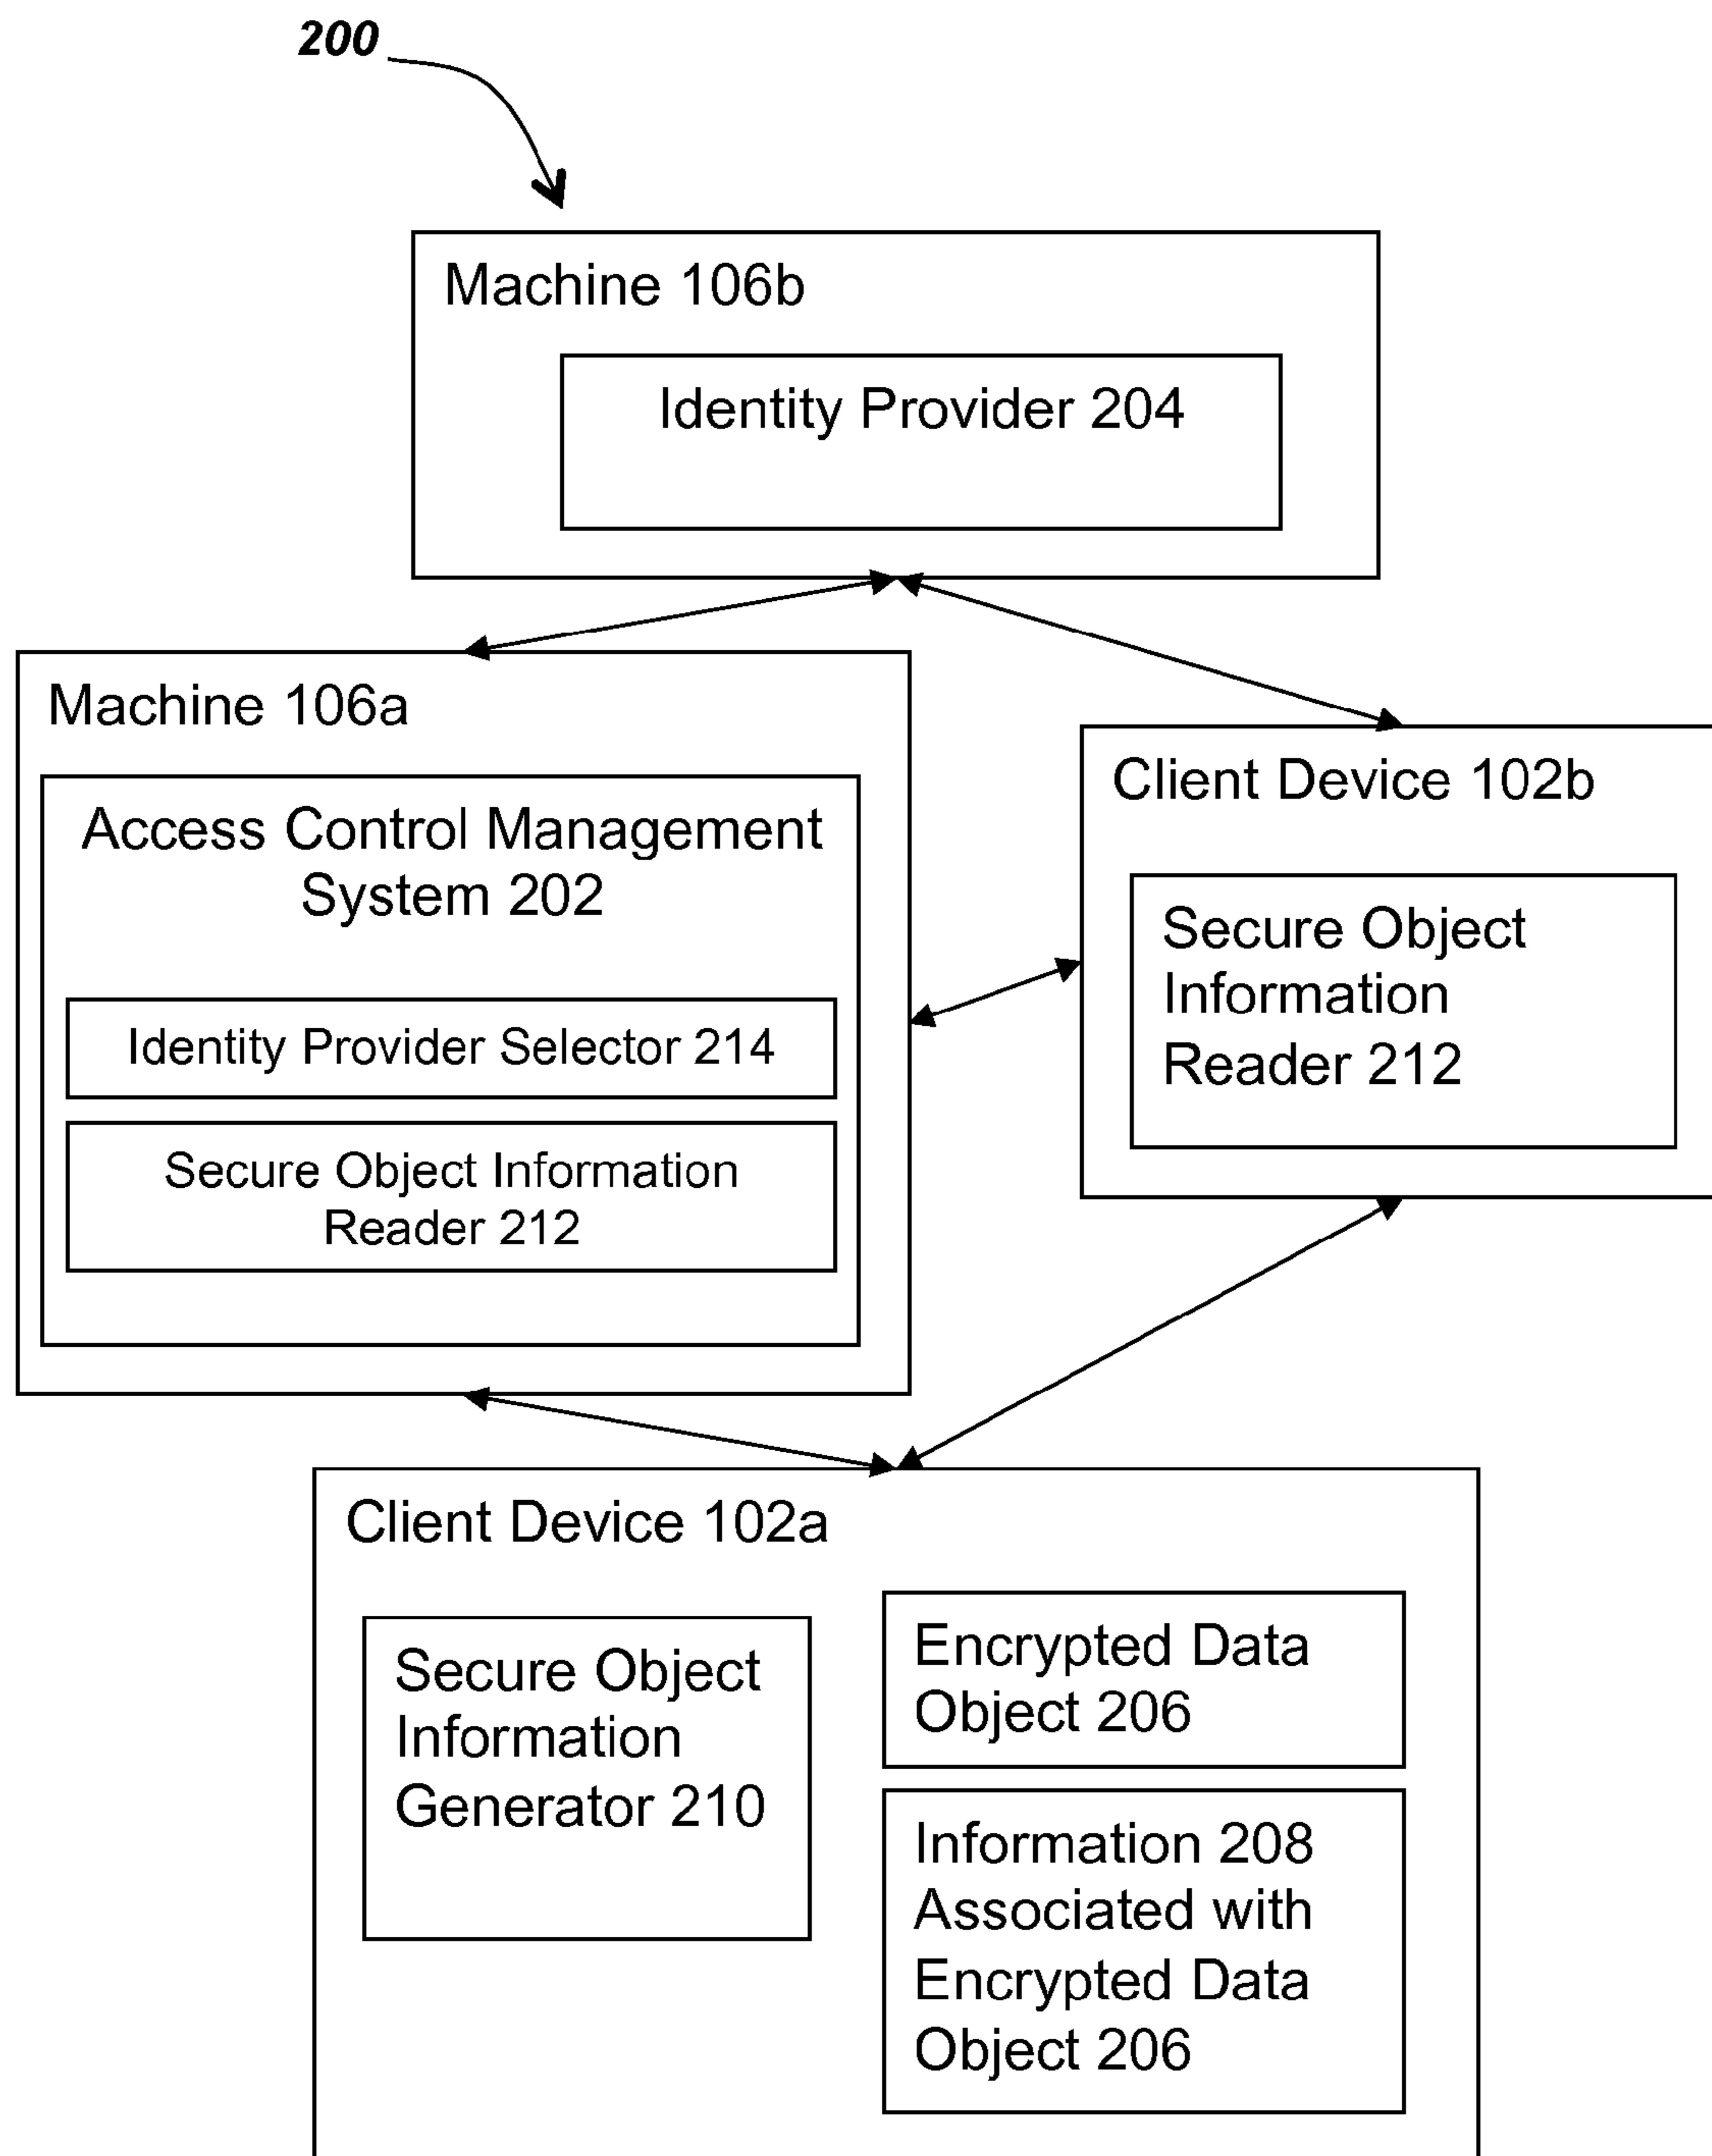 200
Machine 106b
Identity Provider 204
Machine 106a
Access Control Management
System 202
Identity Provider Selector 214
Secure Object Information
Reader 212
Client Device 102b
Secure Object
Information
Reader 212
Client Device 102a
Secure Object
Information
Generator 210
Encrypted Data
Object 206
Information 208
Associated with
Encrypted Data
Object 206